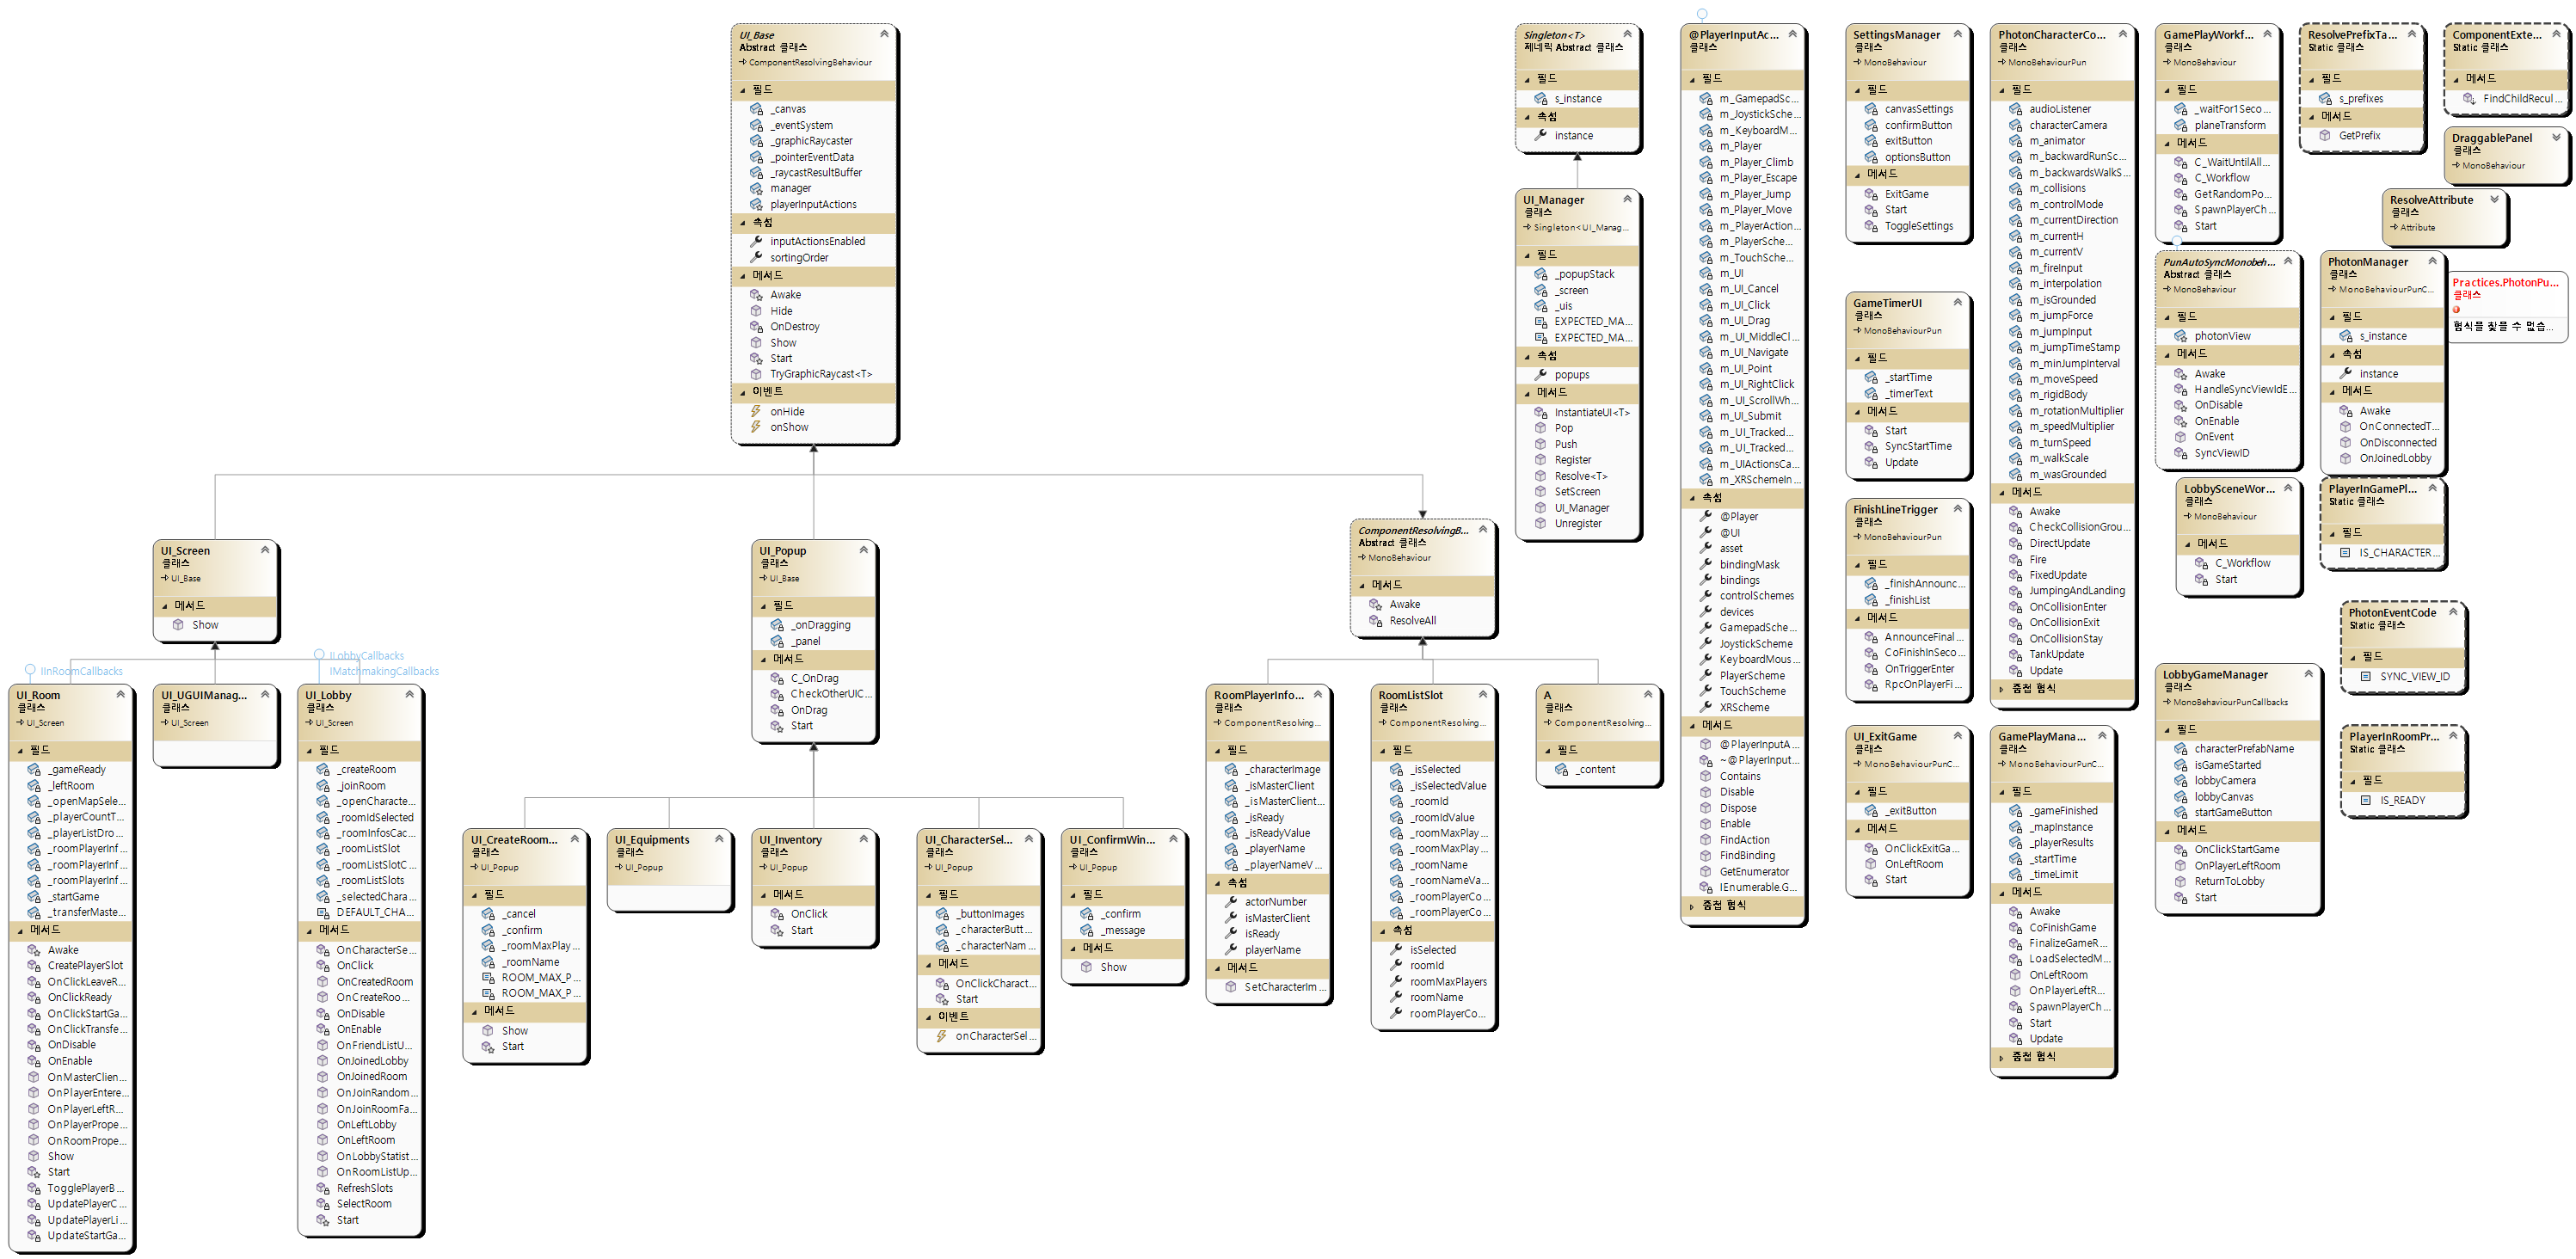 UI_Base
Abstract 클래스
ComponentResolvingBehaviour
필드
_canvas
_eventSystem
_graphicRaycaster
_pointerEventData
_raycastResultBuffer
manager
playerInputActions
속성
inputActionsEnabled
sortingOrder
메서드
Awake
Hide
OnDestroy
Show
Start
TryGraphicRaycast<T>
이벤트
onHide
onShow
UI_Screen
클래스
UI_Base
메서드
Show
IInRoomCallbacks
UI_Room
클래스
UI_Screen
필드
_gameReady
_leftRoom
_openMapSele...
_playerCountT...
_playerListDro...
_roomPlayerInf...
_roomPlayerInf...
_roomPlayerInf...
_startGame
_transferMaste...
메서드
Awake
CreatePlayerSlot
OnClickLeaveR...
OnClickReady
OnClickStartGa...
OnClickTransfe...
OnDisable
OnEnable
OnMasterClien...
OnPlayerEntere...
OnPlayerLeftR...
OnPlayerPrope...
OnRoomPrope...
Show
Start
TogglePlayerB...
UpdatePlayerC...
UpdatePlayerLi...
UpdateStartGa...
UI_UGUIManag...
클래스
UI_Screen
ILobbyCallbacks
IMatchmakingCallbacks
UI_Lobby
클래스
UI_Screen
필드
_createRoom
_joinRoom
_openCharacte...
_roomIdSelected
_roomInfosCac...
_roomListSlot
_roomListSlotC...
_roomListSlots
_selectedChara...
DEFAULT_CHA...
메서드
OnCharacterSe...
OnClick
OnCreatedRoom
OnCreateRoo...
OnDisable
OnEnable
OnFriendListU...
OnJoinedLobby
OnJoinedRoom
OnJoinRandom...
OnJoinRoomFa...
OnLeftLobby
OnLeftRoom
OnLobbyStatist...
OnRoomListUp...
RefreshSlots
SelectRoom
Start
UI_Popup
클래스
UI_Base
필드
_onDragging
_panel
메서드
C_OnDrag
CheckOtherUIC...
OnDrag
Start
UI_CreateRoom...
클래스
UI_Popup
필드
_cancel
_confirm
_roomMaxPlay...
_roomName
ROOM_MAX_P...
ROOM_MAX_P...
메서드
Show
Start
UI_Equipments
클래스
UI_Popup
UI_Inventory
클래스
UI_Popup
메서드
OnClick
Start
UI_CharacterSel...
클래스
UI_Popup
필드
_buttonImages
_characterButt...
_characterNam...
메서드
OnClickCharact...
Start
이벤트
onCharacterSel...
UI_ConfirmWin...
클래스
UI_Popup
필드
_confirm
_message
메서드
Show
ComponentResolvingB...
Abstract 클래스
MonoBehaviour
메서드
Awake
ResolveAll
RoomPlayerInfo...
클래스
ComponentResolving...
필드
_characterImage
_isMasterClient
_isMasterClient...
_isReady
_isReadyValue
_playerName
_playerNameV...
속성
actorNumber
isMasterClient
isReady
playerName
메서드
SetCharacterIm...
RoomListSlot
클래스
ComponentResolving...
필드
_isSelected
_isSelectedValue
_roomId
_roomIdValue
_roomMaxPlay...
_roomMaxPlay...
_roomName
_roomNameVa...
_roomPlayerCo...
_roomPlayerCo...
속성
isSelected
roomId
roomMaxPlayers
roomName
roomPlayerCo...
A
클래스
ComponentResolving...
필드
_content
Singleton<T>
제네릭 Abstract 클래스
필드
s_instance
속성
instance
UI_Manager
클래스
Singleton<UI_Manag...
필드
_popupStack
_screen
_uis
EXPECTED_MA...
EXPECTED_MA...
속성
popups
메서드
InstantiateUI<T>
Pop
Push
Register
Resolve<T>
SetScreen
UI_Manager
Unregister
@PlayerInputAc...
클래스
필드
m_GamepadSc...
m_JoystickSche...
m_KeyboardM...
m_Player
m_Player_Climb
m_Player_Escape
m_Player_Jump
m_Player_Move
m_PlayerAction...
m_PlayerSche...
m_TouchSche...
m_UI
m_UI_Cancel
m_UI_Click
m_UI_Drag
m_UI_MiddleCl...
m_UI_Navigate
m_UI_Point
m_UI_RightClick
m_UI_ScrollWh...
m_UI_Submit
m_UI_Tracked...
m_UI_Tracked...
m_UIActionsCa...
m_XRSchemeIn...
속성
@Player
@UI
asset
bindingMask
bindings
controlSchemes
devices
GamepadSche...
JoystickScheme
KeyboardMous...
PlayerScheme
TouchScheme
XRScheme
메서드
@PlayerInputA...
~@PlayerInput...
Contains
Disable
Dispose
Enable
FindAction
FindBinding
GetEnumerator
IEnumerable.G...
중첩 형식
SettingsManager
클래스
MonoBehaviour
필드
canvasSettings
confirmButton
exitButton
optionsButton
메서드
ExitGame
Start
ToggleSettings
GameTimerUI
클래스
MonoBehaviourPun
필드
_startTime
_timerText
메서드
Start
SyncStartTime
Update
FinishLineTrigger
클래스
MonoBehaviourPun
필드
_finishAnnounc...
_finishList
메서드
AnnounceFinal...
CoFinishInSeco...
OnTriggerEnter
RpcOnPlayerFi...
UI_ExitGame
클래스
MonoBehaviourPunC...
필드
_exitButton
메서드
OnClickExitGa...
OnLeftRoom
Start
PhotonCharacterCo...
클래스
MonoBehaviourPun
필드
audioListener
characterCamera
m_animator
m_backwardRunSc...
m_backwardsWalkS...
m_collisions
m_controlMode
m_currentDirection
m_currentH
m_currentV
m_fireInput
m_interpolation
m_isGrounded
m_jumpForce
m_jumpInput
m_jumpTimeStamp
m_minJumpInterval
m_moveSpeed
m_rigidBody
m_rotationMultiplier
m_speedMultiplier
m_turnSpeed
m_walkScale
m_wasGrounded
메서드
Awake
CheckCollisionGrou...
DirectUpdate
Fire
FixedUpdate
JumpingAndLanding
OnCollisionEnter
OnCollisionExit
OnCollisionStay
TankUpdate
Update
중첩 형식
GamePlayMana...
클래스
MonoBehaviourPunC...
필드
_gameFinished
_mapInstance
_playerResults
_startTime
_timeLimit
메서드
Awake
CoFinishGame
FinalizeGameR...
LoadSelectedM...
OnLeftRoom
OnPlayerLeftR...
SpawnPlayerCh...
Start
Update
중첩 형식
GamePlayWorkf...
클래스
MonoBehaviour
필드
_waitFor1Seco...
planeTransform
메서드
C_WaitUntilAll...
C_Workflow
GetRandomPo...
SpawnPlayerCh...
Start
PunAutoSyncMonobeh...
Abstract 클래스
MonoBehaviour
필드
photonView
메서드
Awake
HandleSyncViewIdE...
OnDisable
OnEnable
OnEvent
SyncViewID
LobbySceneWor...
클래스
MonoBehaviour
메서드
C_Workflow
Start
LobbyGameManager
클래스
MonoBehaviourPunCallbacks
필드
characterPrefabName
isGameStarted
lobbyCamera
lobbyCanvas
startGameButton
메서드
OnClickStartGame
OnPlayerLeftRoom
ReturnToLobby
Start
ResolvePrefixTa...
Static 클래스
필드
s_prefixes
메서드
GetPrefix
ComponentExte...
Static 클래스
메서드
FindChildRecul...
DraggablePanel
클래스
MonoBehaviour
ResolveAttribute
클래스
Attribute
PhotonManager
클래스
MonoBehaviourPunC...
필드
s_instance
속성
instance
메서드
Awake
OnConnectedT...
OnDisconnected
OnJoinedLobby
Practices.PhotonPu...
클래스
형식을 찾을 수 없습...
PlayerInGamePl...
Static 클래스
필드
IS_CHARACTER...
PhotonEventCode
Static 클래스
필드
SYNC_VIEW_ID
PlayerInRoomPr...
Static 클래스
필드
IS_READY